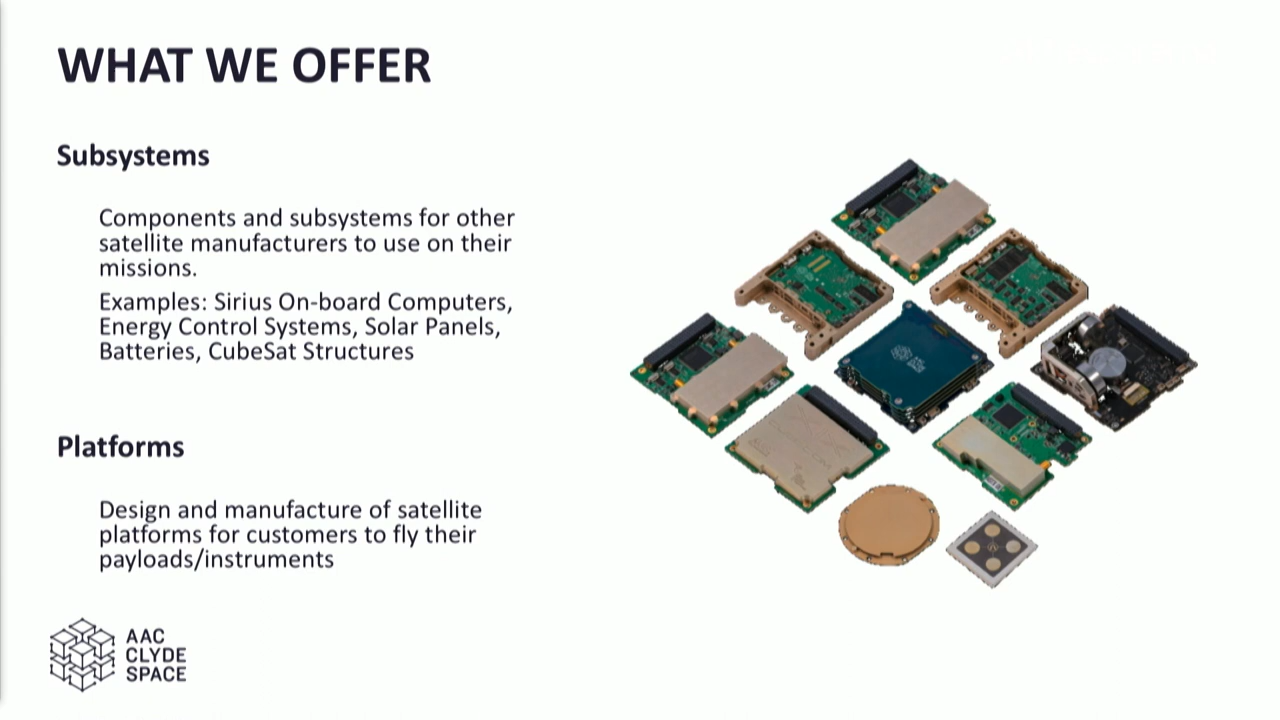 WHAT WE OFFER
Subsystems
Components and subsystems for other
satellite manufacturers to use on their
missions.
Examples: Sirius On-board Computers,
Energy Control Systems, Solar Panels,
Batteries, CubeSat Structures
Platforms
Design and manufacture of satellite
platforms for customers to fly their
payloads/instruments
AAC
CLYDE
SPACE